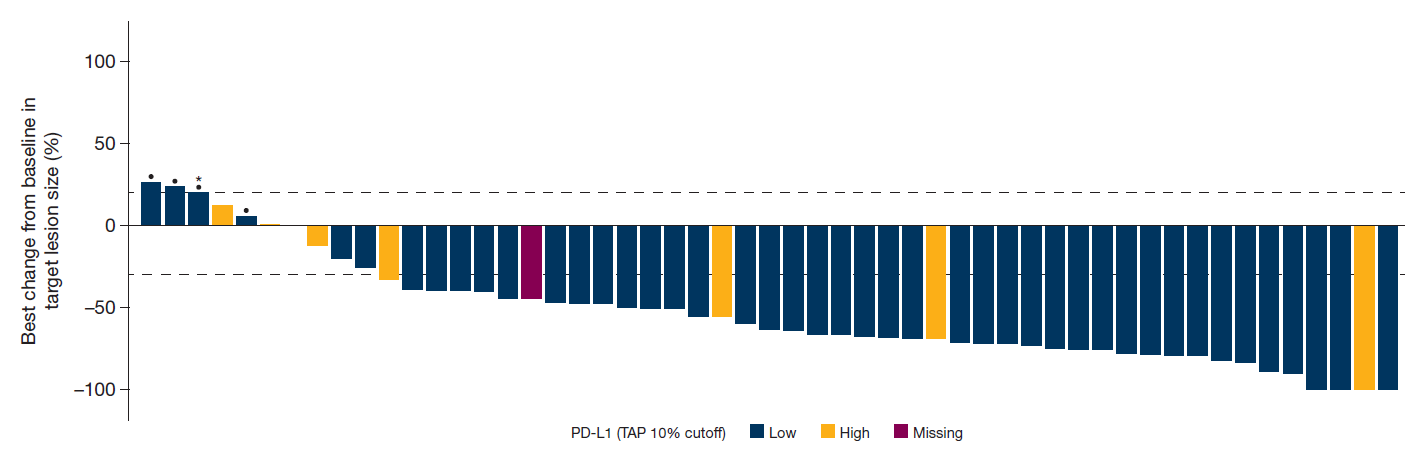 Best change from baseline in
target lesion size (%)
100
50
0
−50
−100
*
PD-L1 (TAP 10% cutoff) Low High Missing